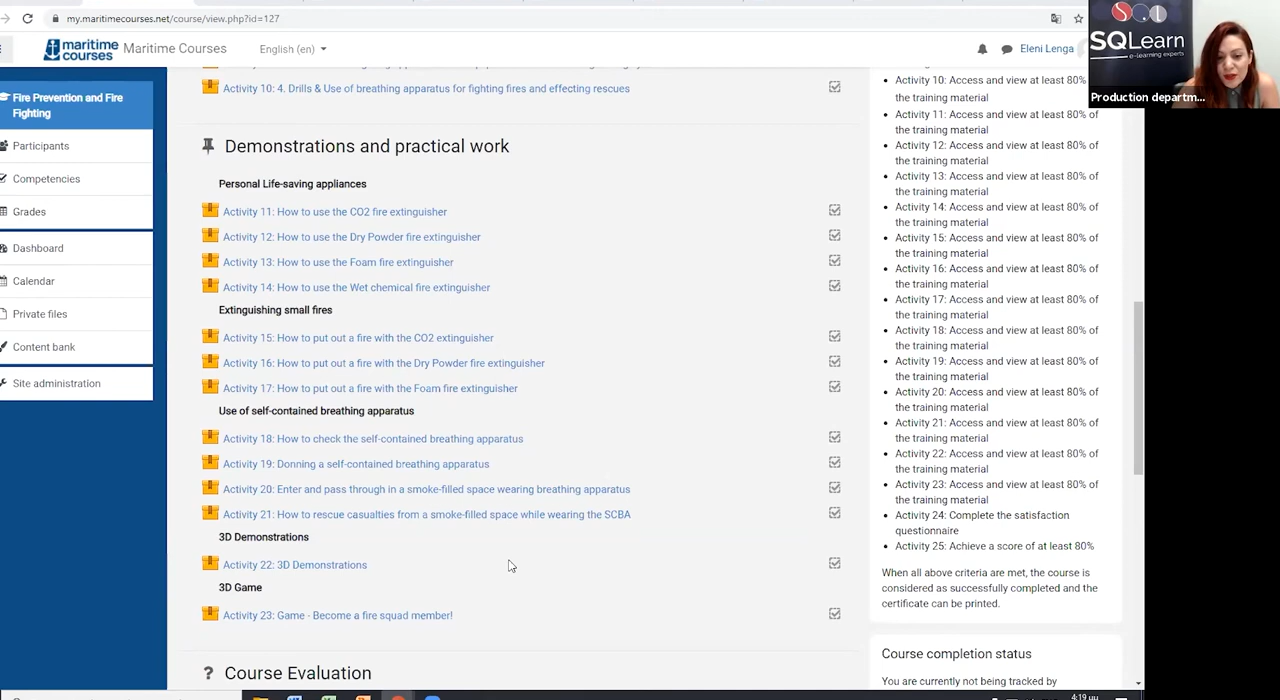 my.maritimecourses.net/course/view.php?id=127
maritime courses
Maritime Courses
English (en)
Eleni Lenga
SQLearn
e-learning experts
Production departm...
Fire Prevention and Fire
Fighting
Participants
Competencies
Grades
Dashboard
Calendar
Private files
Content bank
Site administration
Activity 10: 4. Drills & Use of breathing apparatus for fighting fires and effecting rescues
Demonstrations and practical work
Personal Life-saving appliances
Activity 11: How to use the CO2 fire extinguisher
Activity 12: How to use the Dry Powder fire extinguisher
Activity 13: How to use the Foam fire extinguisher
Activity 14: How to use the Wet chemical fire extinguisher
Extinguishing small fires
Activity 15: How to put out a fire with the CO2 extinguisher
Activity 16: How to put out a fire with the Dry Powder fire extinguisher
Activity 17: How to put out a fire with the Foam fire extinguisher
Use of self-contained breathing apparatus
Activity 18: How to check the self-contained breathing apparatus
Activity 19: Donning a self-contained breathing apparatus
Activity 20: Enter and pass through in a smoke-filled space wearing breathing apparatus
Activity 21: How to rescue casualties from a smoke-filled space while wearing the SCBA
3D Demonstrations
Activity 22: 3D Demonstrations
3D Game
Activity 23: Game - Become a fire squad member!
Course Evaluation
Activity 10: Access and view at least 80%
of the training material
Activity 11: Access and view at least 80% of
the training material
Activity 12: Access and view at least 80% of
the training material
Activity 13: Access and view at least 80% of
the training material
Activity 14: Access and view at least 80% of
the training material
Activity 15: Access and view at least 80% of
the training material
Activity 16: Access and view at least 80% of
the training material
Activity 17: Access and view at least 80% of
the training material
Activity 18: Access and view at least 80% of
the training material
Activity 19: Access and view at least 80% of
the training material
Activity 20: Access and view at least 80% of
the training material
Activity 21: Access and view at least 80% of
the training material
Activity 22: Access and view at least 80% of
the training material
Activity 23: Access and view at least 80% of
the training material
Activity 24: Complete the satisfaction
questionnaire
Activity 25: Achieve a score of at least 80%
When all above criteria are met, the course is
considered as successfully completed and the
certificate can be printed.
Course completion status
You are currently not being tracked by
4:19 μμ